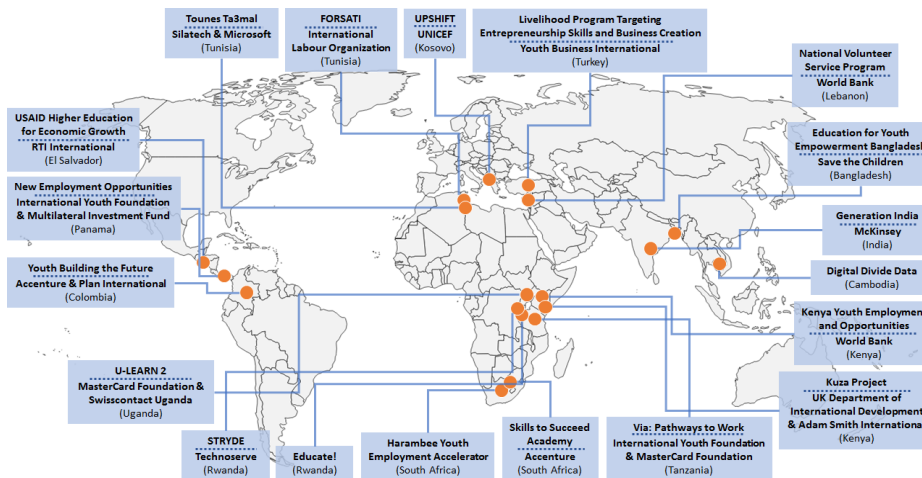 Tounes Ta3mal
Silatech & Microsoft
(Tunisia)
FORSATI
International
Labour Organization
(Tunisia)
UPSHIFT
UNICEF
(Kosovo)
Livelihood Program Targeting
Entrepreneurship Skills and Business Creation
Youth Business International
(Turkey)
National Volunteer
Service Program
World Bank
(Lebanon)
USAID Higher Education
for Economic Growth
RTI International
(El Salvador)
Education for Youth
Empowerment Bangladesh
Save the Children
(Bangladesh)
New Employment Opportunities
International Youth Foundation
& Multilateral Investment Fund
(Panama)
Generation India
McKinsey
(India)
Youth Building the Future
Accenture & Plan International
(Colombia)
Digital Divide Data
(Cambodia)
Kenya Youth Employment
and Opportunities
World Bank
(Kenya)
U-LEARN 2
MasterCard Foundation &
Swisscontact Uganda
(Uganda)
Kuza Project
UK Department of
International Development
& Adam Smith International
(Kenya)
STRYDE
Technoserve
(Rwanda)
Educate!
(Rwanda)
Harambee Youth
Employment Accelerator
(South Africa)
Skills to Succeed
Academy
Accenture
(South Africa)
Via: Pathways to Work
International Youth Foundation
& MasterCard Foundation
(Tanzania)